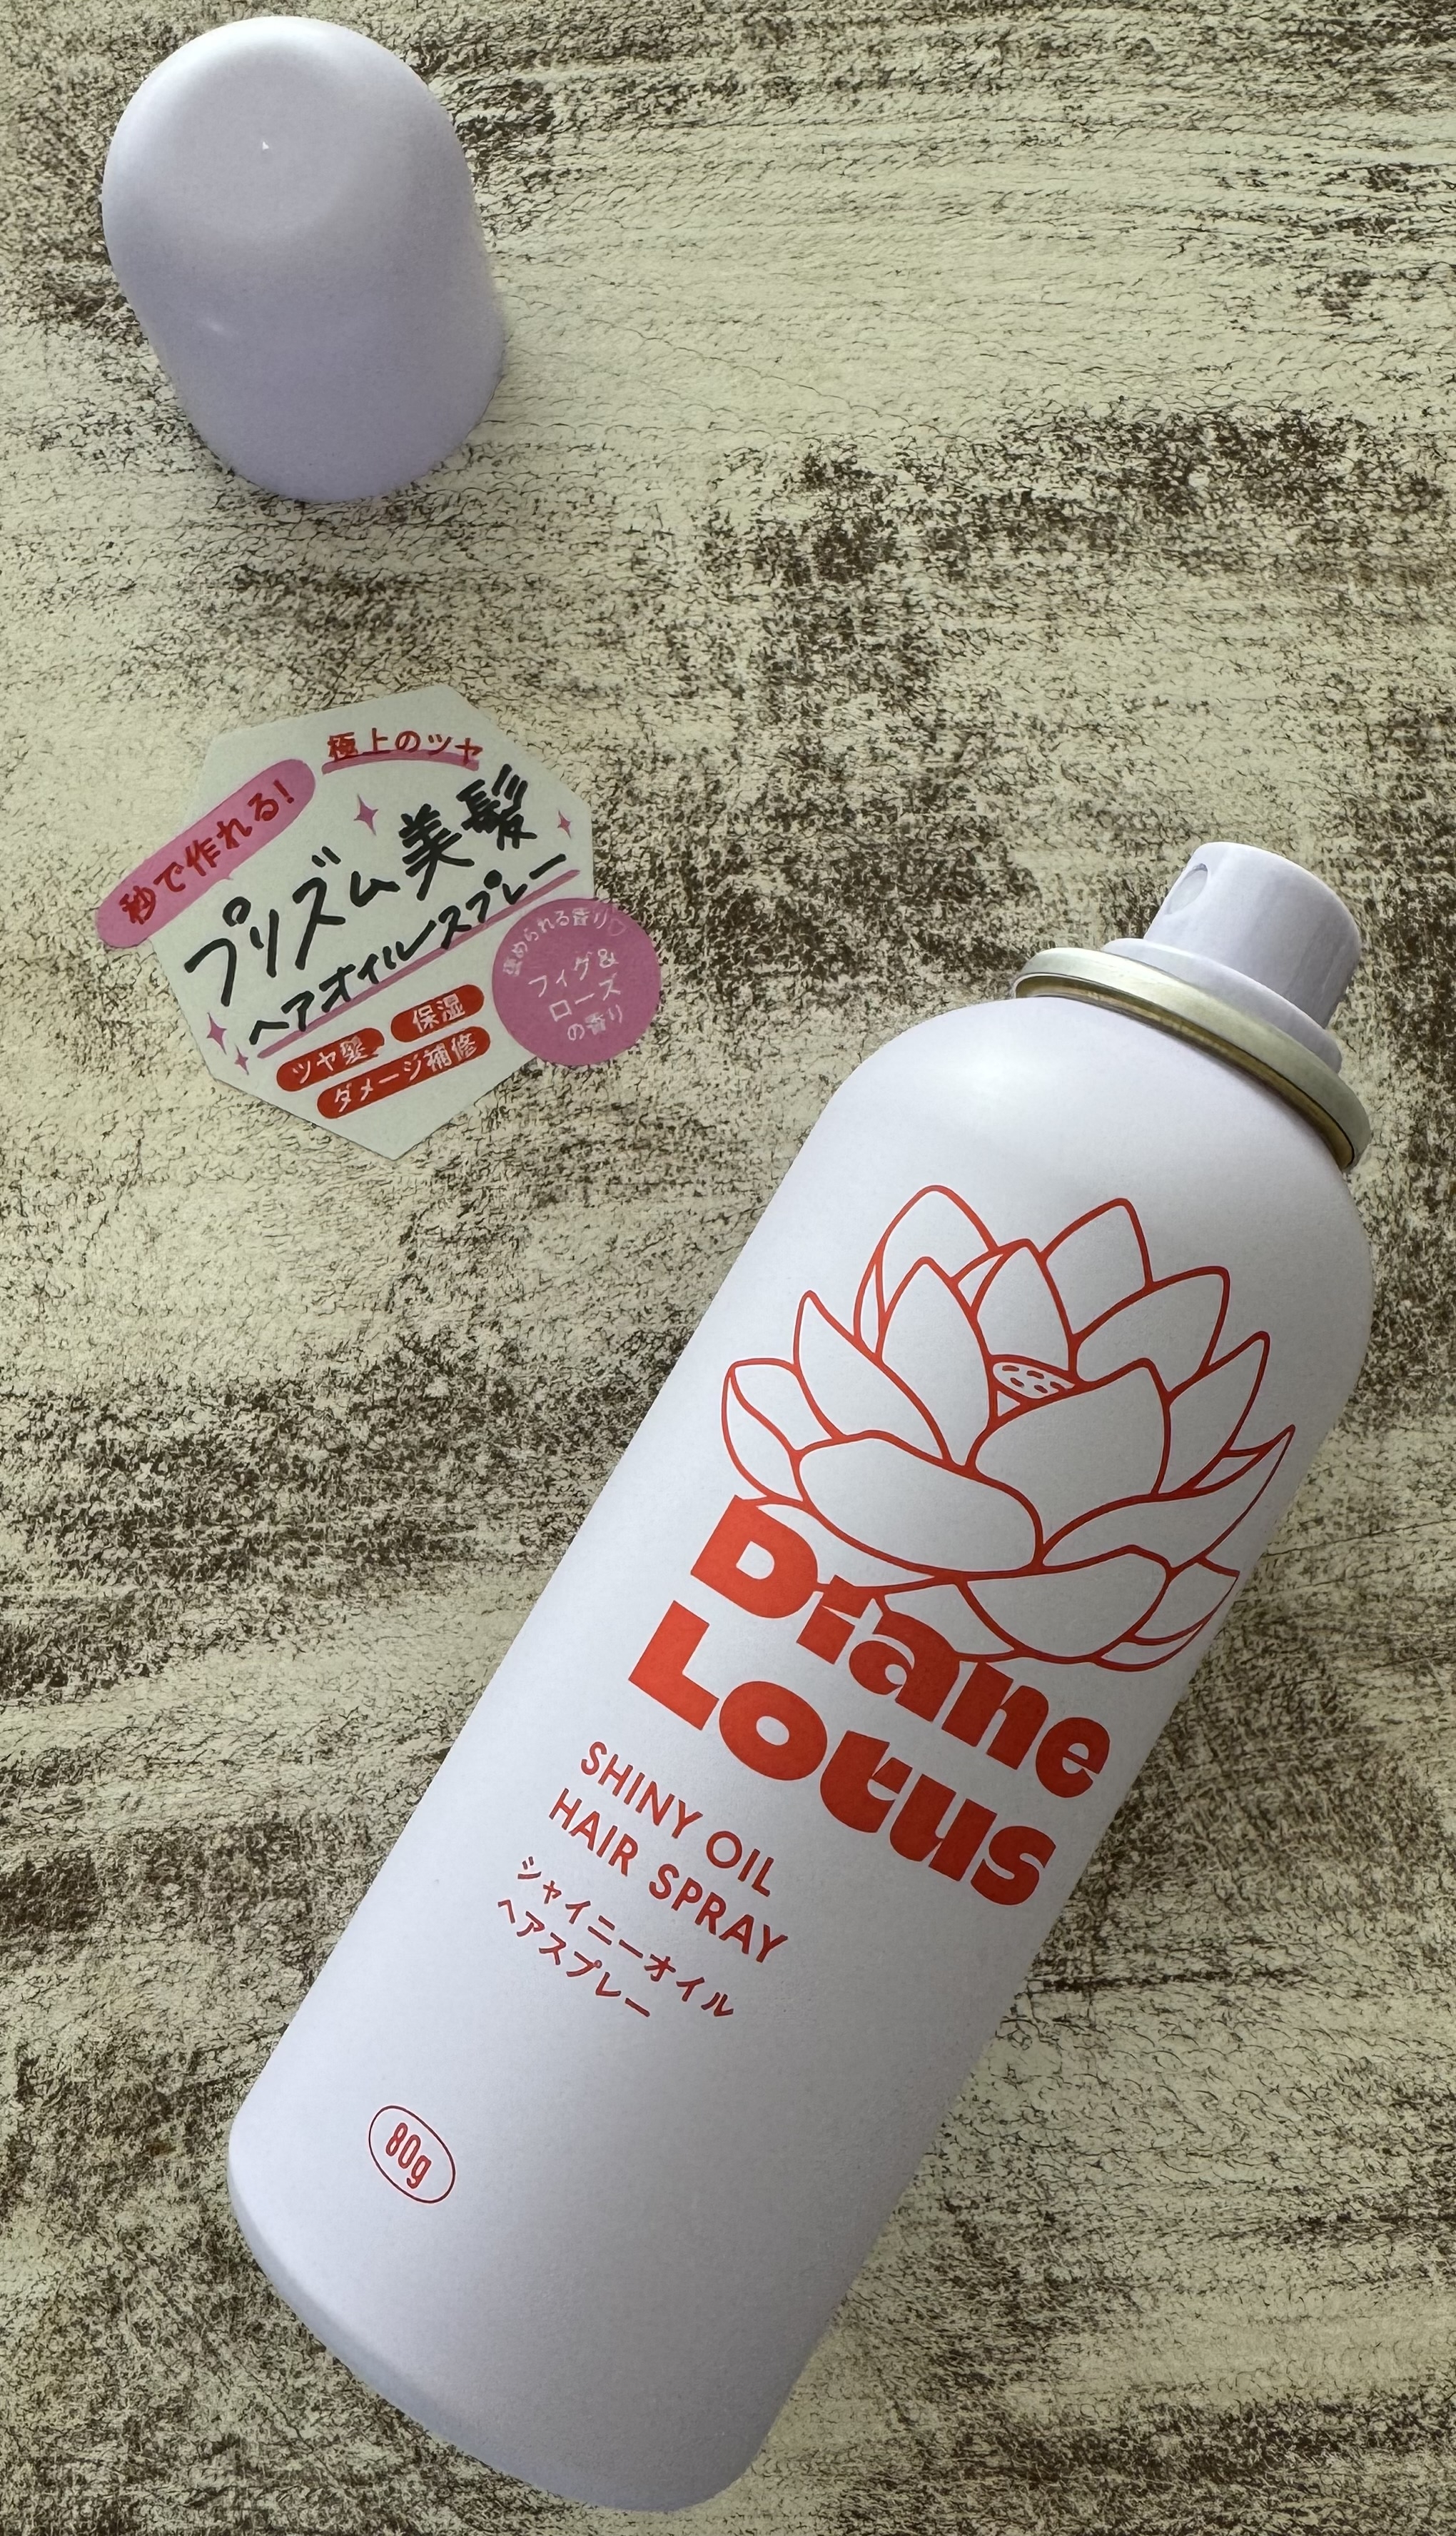 秒で作れる!
極上のツヤ
プリズム美髪
ヘアオイルスプレー
褒められる香り♡
フィグ&
ローズ
の香り
ツヤ髪
保湿
ダメージ補修
Diane
Lotus
SHINY OIL
HAIR SPRAY
シャイニーオイル
ヘアスプレー
80g